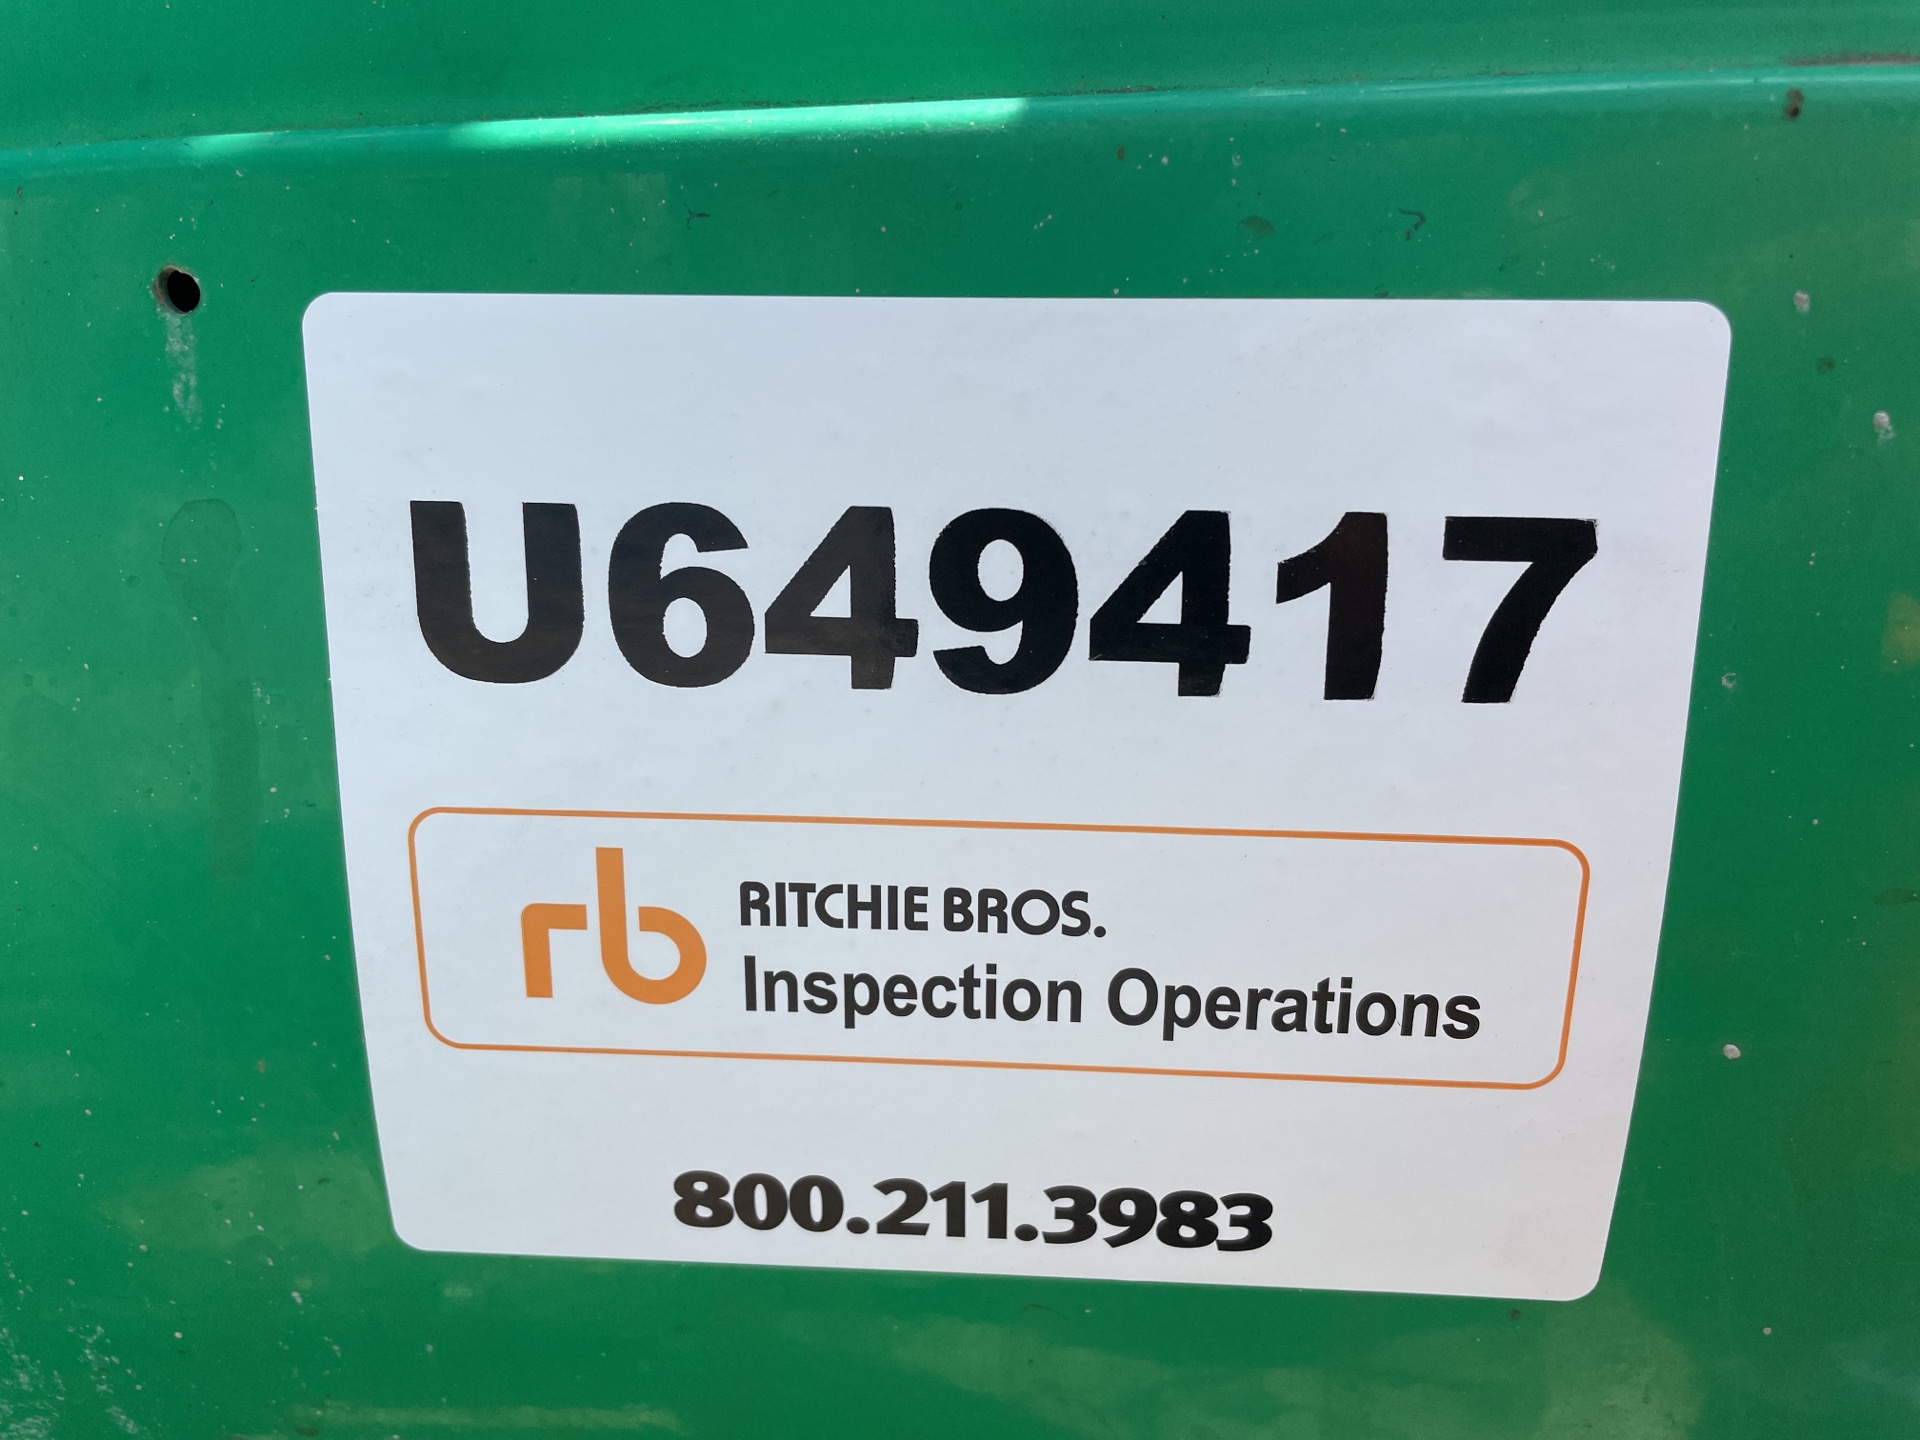 U649417
rb
RITCHIE BROS.
Inspection Operations
800.211.3983